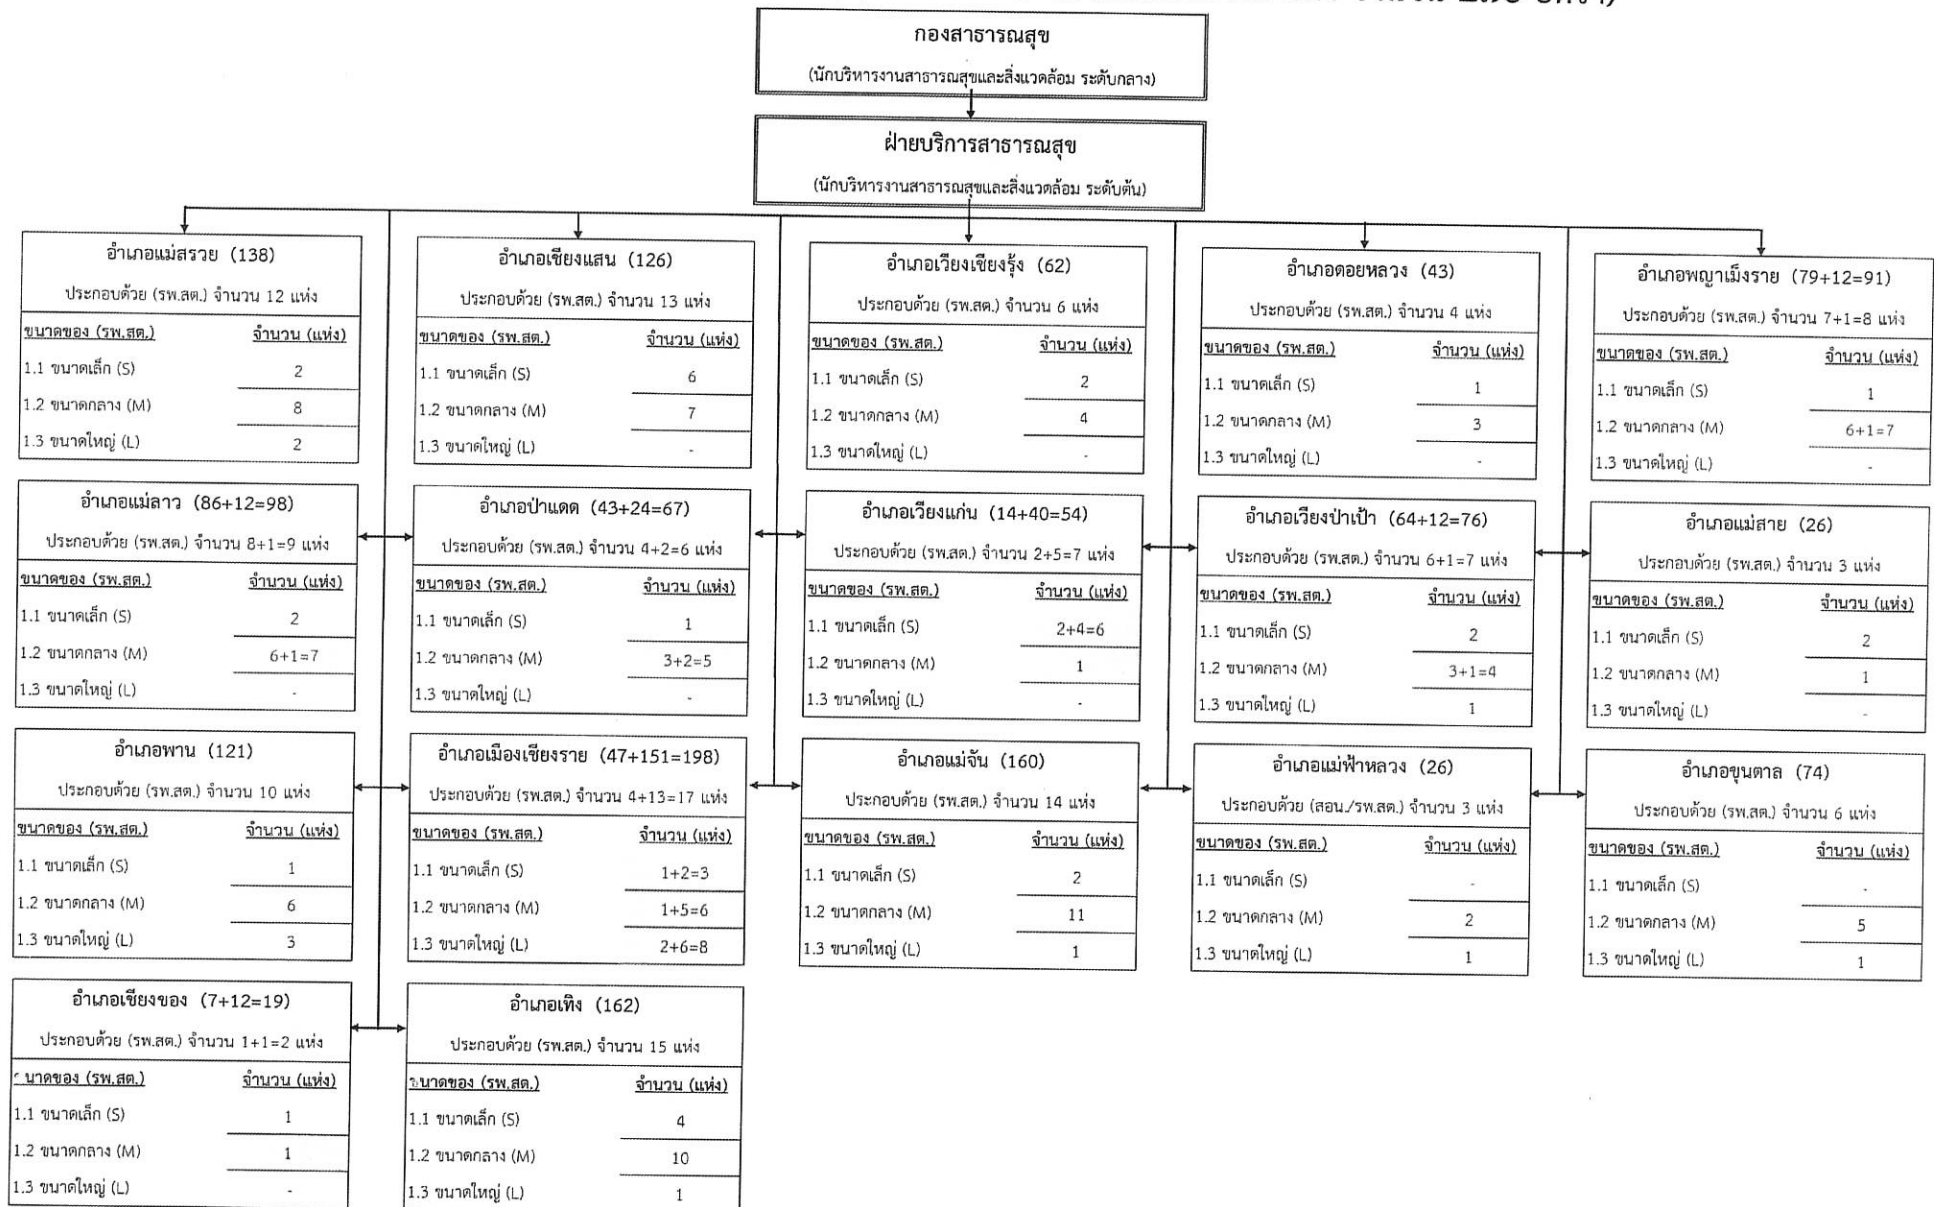 กองสาธารณสุข
(นักบริหารงานสาธารณสุขและสิ่งแวดล้อม ระดับกลาง)
ฝ่ายบริการสาธารณสุข
(นักบริหารงานสาธารณสุขและสิ่งแวดล้อม ระดับต้น)
อำเภอแม่สรวย (138)
ประกอบด้วย (รพ.สต.) จำนวน 12 แห่ง
ขนาดของ (รพ.สต.) จำนวน (แห่ง)
1.1 ขนาดเล็ก (S) 2
1.2 ขนาดกลาง (M) 8
1.3 ขนาดใหญ่ (L) 2
อำเภอเชียงแสน (126)
ประกอบด้วย (รพ.สต.) จำนวน 13 แห่ง
ขนาดของ (รพ.สต.) จำนวน (แห่ง)
1.1 ขนาดเล็ก (S) 6
1.2 ขนาดกลาง (M) 7
1.3 ขนาดใหญ่ (L) -
อำเภอเวียงเชียงรุ้ง (62)
ประกอบด้วย (รพ.สต.) จำนวน 6 แห่ง
ขนาดของ (รพ.สต.) จำนวน (แห่ง)
1.1 ขนาดเล็ก (S) 2
1.2 ขนาดกลาง (M) 4
1.3 ขนาดใหญ่ (L) -
อำเภอดอยหลวง (43)
ประกอบด้วย (รพ.สต.) จำนวน 4 แห่ง
ขนาดของ (รพ.สต.) จำนวน (แห่ง)
1.1 ขนาดเล็ก (S) 1
1.2 ขนาดกลาง (M) 3
1.3 ขนาดใหญ่ (L) -
อำเภอพญาเม็งราย (79+12=91)
ประกอบด้วย (รพ.สต.) จำนวน 7+1=8 แห่ง
ขนาดของ (รพ.สต.) จำนวน (แห่ง)
1.1 ขนาดเล็ก (S) 1
1.2 ขนาดกลาง (M) 6+1=7
1.3 ขนาดใหญ่ (L) -
อำเภอแม่ลาว (86+12=98)
ประกอบด้วย (รพ.สต.) จำนวน 8+1=9 แห่ง
ขนาดของ (รพ.สต.) จำนวน (แห่ง)
1.1 ขนาดเล็ก (S) 2
1.2 ขนาดกลาง (M) 6+1=7
1.3 ขนาดใหญ่ (L) -
อำเภอป่าแดด (43+24=67)
ประกอบด้วย (รพ.สต.) จำนวน 4+2=6 แห่ง
ขนาดของ (รพ.สต.) จำนวน (แห่ง)
1.1 ขนาดเล็ก (S) 1
1.2 ขนาดกลาง (M) 3+2=5
1.3 ขนาดใหญ่ (L) -
อำเภอเวียงแก่น (14+40=54)
ประกอบด้วย (รพ.สต.) จำนวน 2+5=7 แห่ง
ขนาดของ (รพ.สต.) จำนวน (แห่ง)
1.1 ขนาดเล็ก (S) 2+4=6
1.2 ขนาดกลาง (M) 1
1.3 ขนาดใหญ่ (L) -
อำเภอเวียงป่าเป้า (64+12=76)
ประกอบด้วย (รพ.สต.) จำนวน 6+1=7 แห่ง
ขนาดของ (รพ.สต.) จำนวน (แห่ง)
1.1 ขนาดเล็ก (S) 2
1.2 ขนาดกลาง (M) 3+1=4
1.3 ขนาดใหญ่ (L) 1
อำเภอแม่สาย (26)
ประกอบด้วย (รพ.สต.) จำนวน 3 แห่ง
ขนาดของ (รพ.สต.) จำนวน (แห่ง)
1.1 ขนาดเล็ก (S) 2
1.2 ขนาดกลาง (M) 1
1.3 ขนาดใหญ่ (L) -
อำเภอพาน (121)
ประกอบด้วย (รพ.สต.) จำนวน 10 แห่ง
ขนาดของ (รพ.สต.) จำนวน (แห่ง)
1.1 ขนาดเล็ก (S) 1
1.2 ขนาดกลาง (M) 6
1.3 ขนาดใหญ่ (L) 3
อำเภอเมืองเชียงราย (47+151=198)
ประกอบด้วย (รพ.สต.) จำนวน 4+13=17 แห่ง
ขนาดของ (รพ.สต.) จำนวน (แห่ง)
1.1 ขนาดเล็ก (S) 1+2=3
1.2 ขนาดกลาง (M) 1+5=6
1.3 ขนาดใหญ่ (L) 2+6=8
อำเภอแม่จัน (160)
ประกอบด้วย (รพ.สต.) จำนวน 14 แห่ง
ขนาดของ (รพ.สต.) จำนวน (แห่ง)
1.1 ขนาดเล็ก (S) 2
1.2 ขนาดกลาง (M) 11
1.3 ขนาดใหญ่ (L) 1
อำเภอแม่ฟ้าหลวง (26)
ประกอบด้วย (สอน./รพ.สต.) จำนวน 3 แห่ง
ขนาดของ (รพ.สต.) จำนวน (แห่ง)
1.1 ขนาดเล็ก (S) -
1.2 ขนาดกลาง (M) 2
1.3 ขนาดใหญ่ (L) 1
อำเภอขุนตาล (74)
ประกอบด้วย (รพ.สต.) จำนวน 6 แห่ง
ขนาดของ (รพ.สต.) จำนวน (แห่ง)
1.1 ขนาดเล็ก (S) -
1.2 ขนาดกลาง (M) 5
1.3 ขนาดใหญ่ (L) 1
อำเภอเชียงของ (7+12=19)
ประกอบด้วย (รพ.สต.) จำนวน 1+1=2 แห่ง
ขนาดของ (รพ.สต.) จำนวน (แห่ง)
1.1 ขนาดเล็ก (S) 1
1.2 ขนาดกลาง (M) 1
1.3 ขนาดใหญ่ (L) -
อำเภอเทิง (162)
ประกอบด้วย (รพ.สต.) จำนวน 15 แห่ง
ขนาดของ (รพ.สต.) จำนวน (แห่ง)
1.1 ขนาดเล็ก (S) 4
1.2 ขนาดกลาง (M) 10
1.3 ขนาดใหญ่ (L) 1